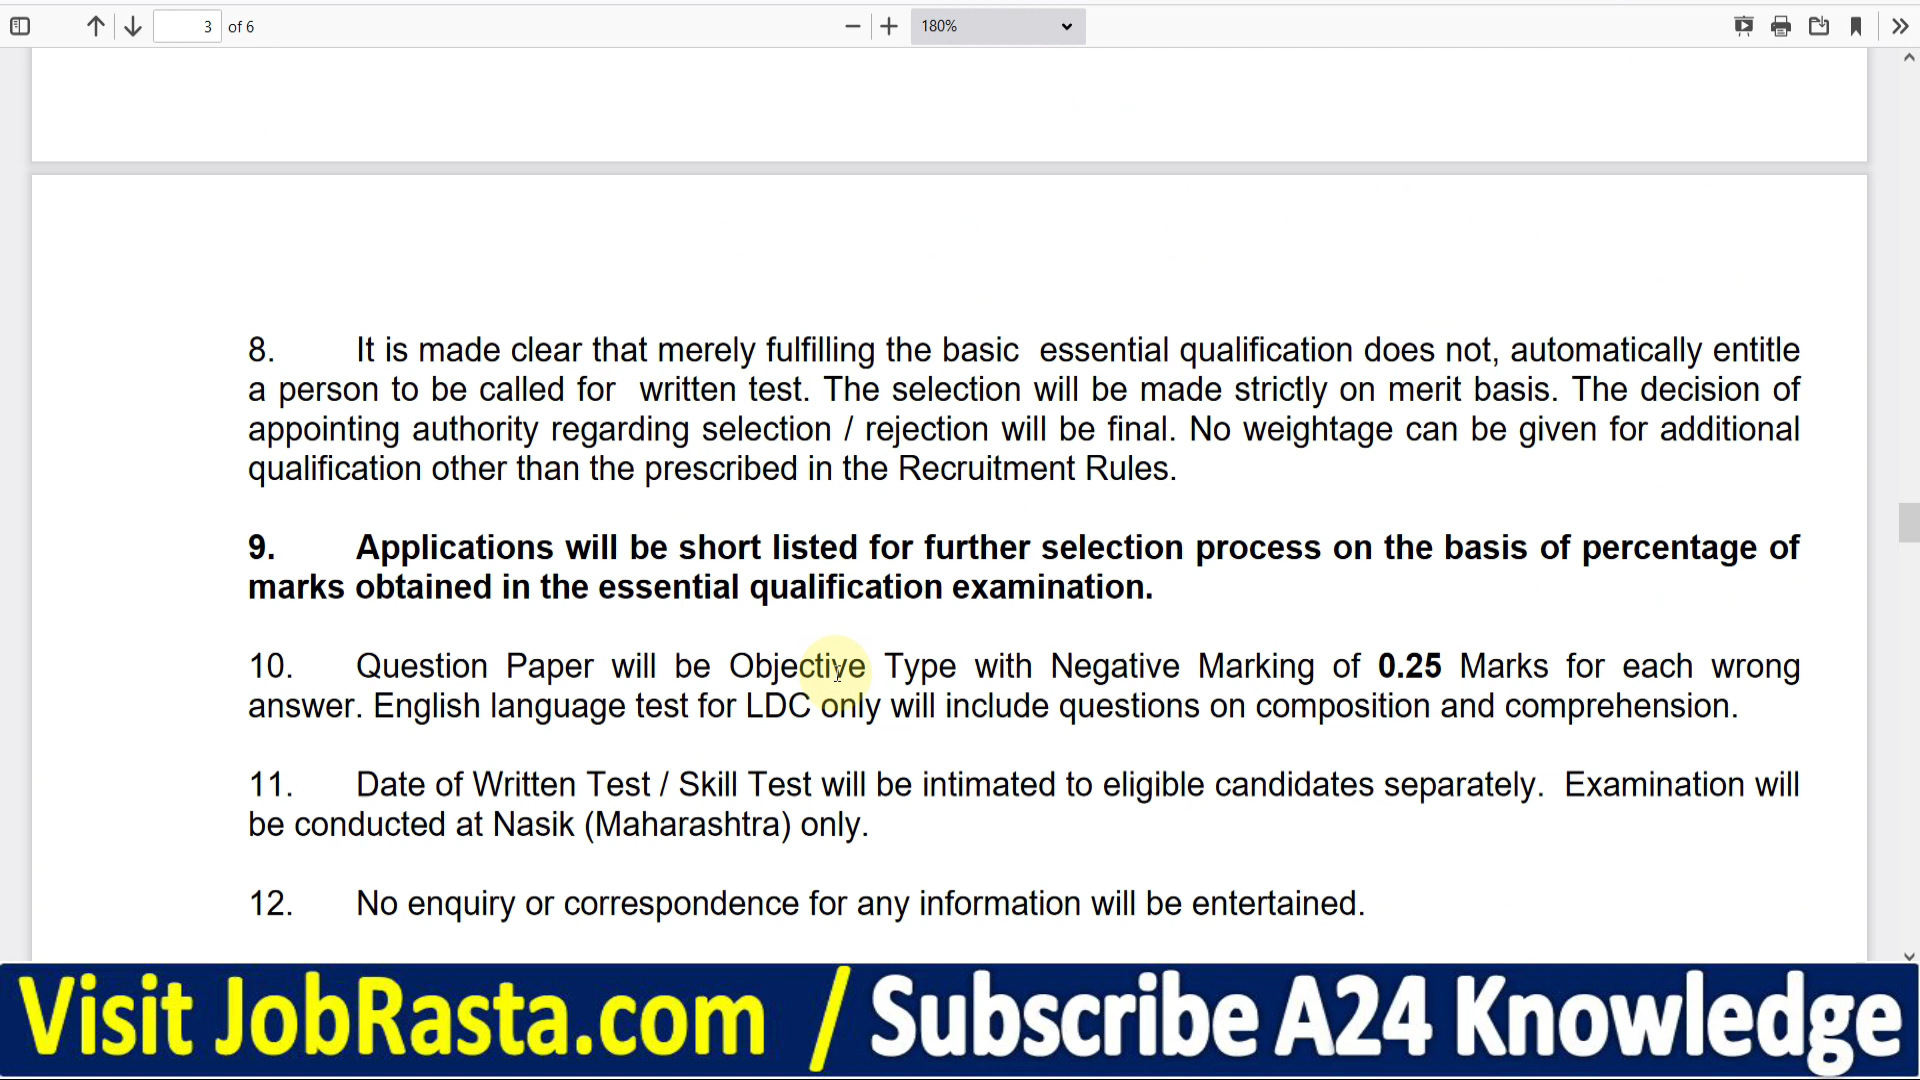 3 of 6
180%
8. It is made clear that merely fulfilling the basic essential qualification does not, automatically entitle
a person to be called for written test. The selection will be made strictly on merit basis. The decision of
appointing authority regarding selection / rejection will be final. No weightage can be given for additional
qualification other than the prescribed in the Recruitment Rules.
9. Applications will be short listed for further selection process on the basis of percentage of
marks obtained in the essential qualification examination.
10. Question Paper will be Objective Type with Negative Marking of 0.25 Marks for each wrong
answer. English language test for LDC only will include questions on composition and comprehension.
11. Date of Written Test / Skill Test will be intimated to eligible candidates separately. Examination will
be conducted at Nasik (Maharashtra) only.
12. No enquiry or correspondence for any information will be entertained.
Visit JobRasta.com / Subscribe A24 Knowledge